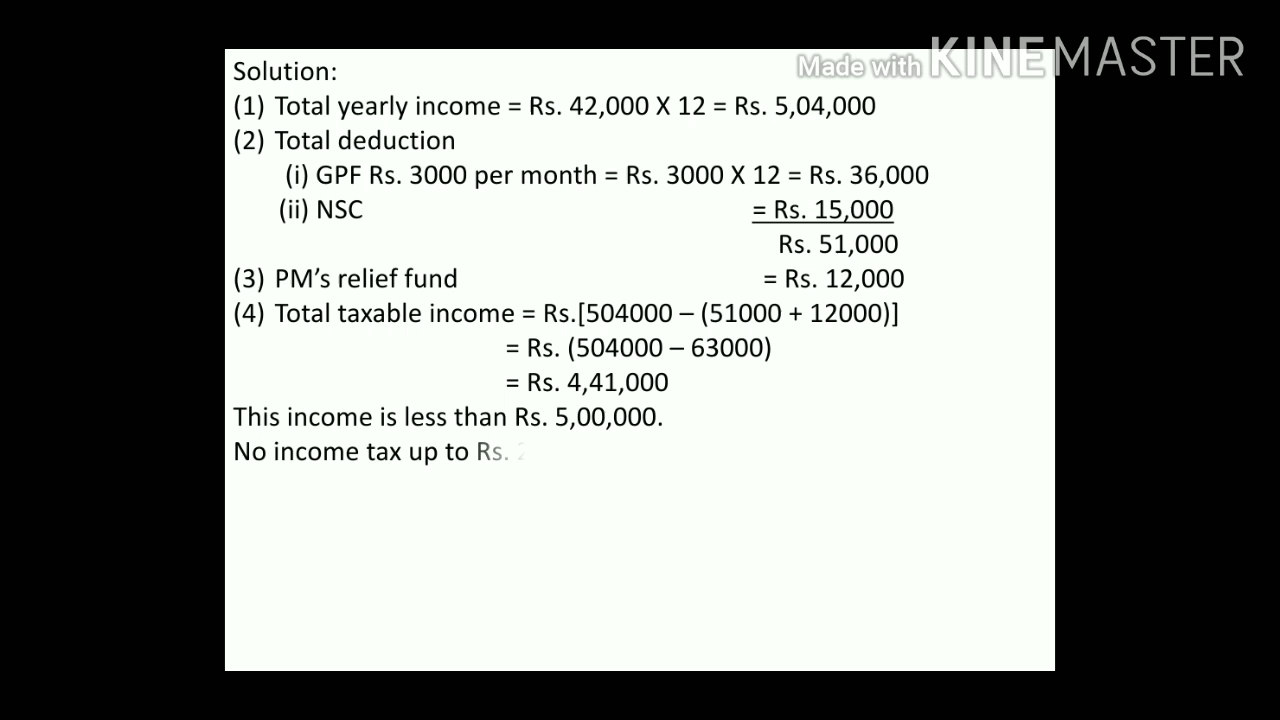 Made with KINEMASTER
Solution:
(1) Total yearly income = Rs. 42,000 X 12 = Rs. 5,04,000
(2) Total deduction
(i) GPF Rs. 3000 per month = Rs. 3000 X 12 = Rs. 36,000
(ii) NSC = Rs. 15,000
Rs. 51,000
(3) PM’s relief fund = Rs. 12,000
(4) Total taxable income = Rs.[504000 – (51000 + 12000)]
= Rs. (504000 – 63000)
= Rs. 4,41,000
This income is less than Rs. 5,00,000.
No income tax up to Rs.